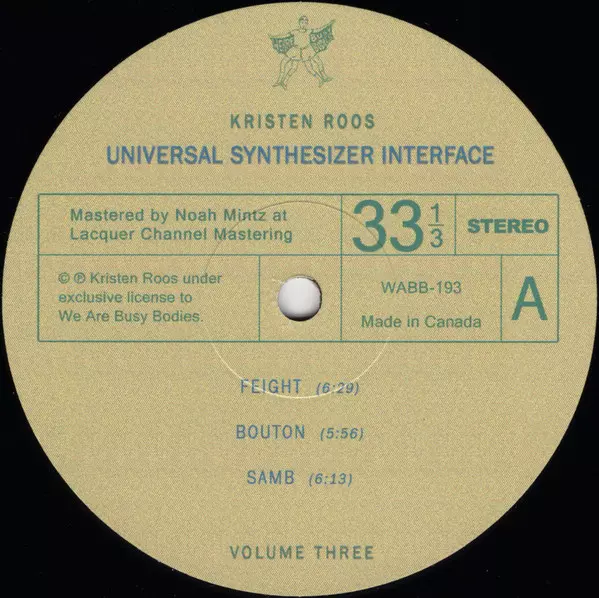 KRISTEN ROOS
UNIVERSAL SYNTHESIZER INTERFACE
Mastered by Noah Mintz at
Lacquer Channel Mastering
33 1/3
STEREO
© ℗ Kristen Roos under
exclusive license to
We Are Busy Bodies.
WABB-193
Made in Canada
A
FEIGHT (6:29)
BOUTON (5:56)
SAMB (6:13)
VOLUME THREE